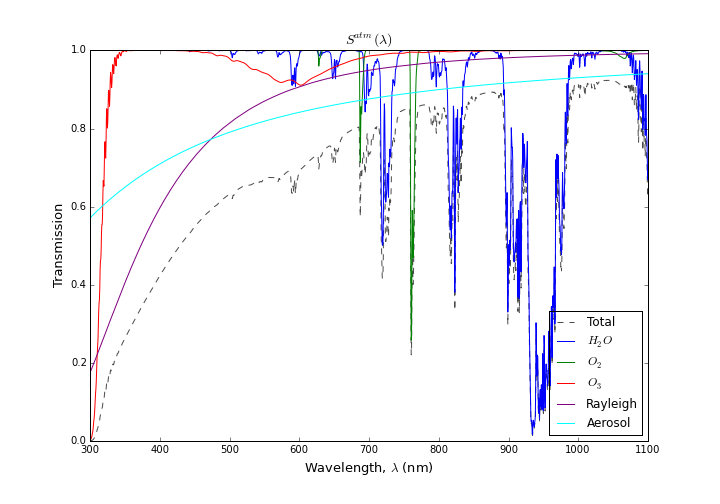 S^{atm}(λ)
1.0
0.8
0.6
0.4
0.2
0.0
Transmission
300 400 500 600 700 800 900 1000 1100
Wavelength, λ (nm)
Total
H_2O
O_2
O_3
Rayleigh
Aerosol